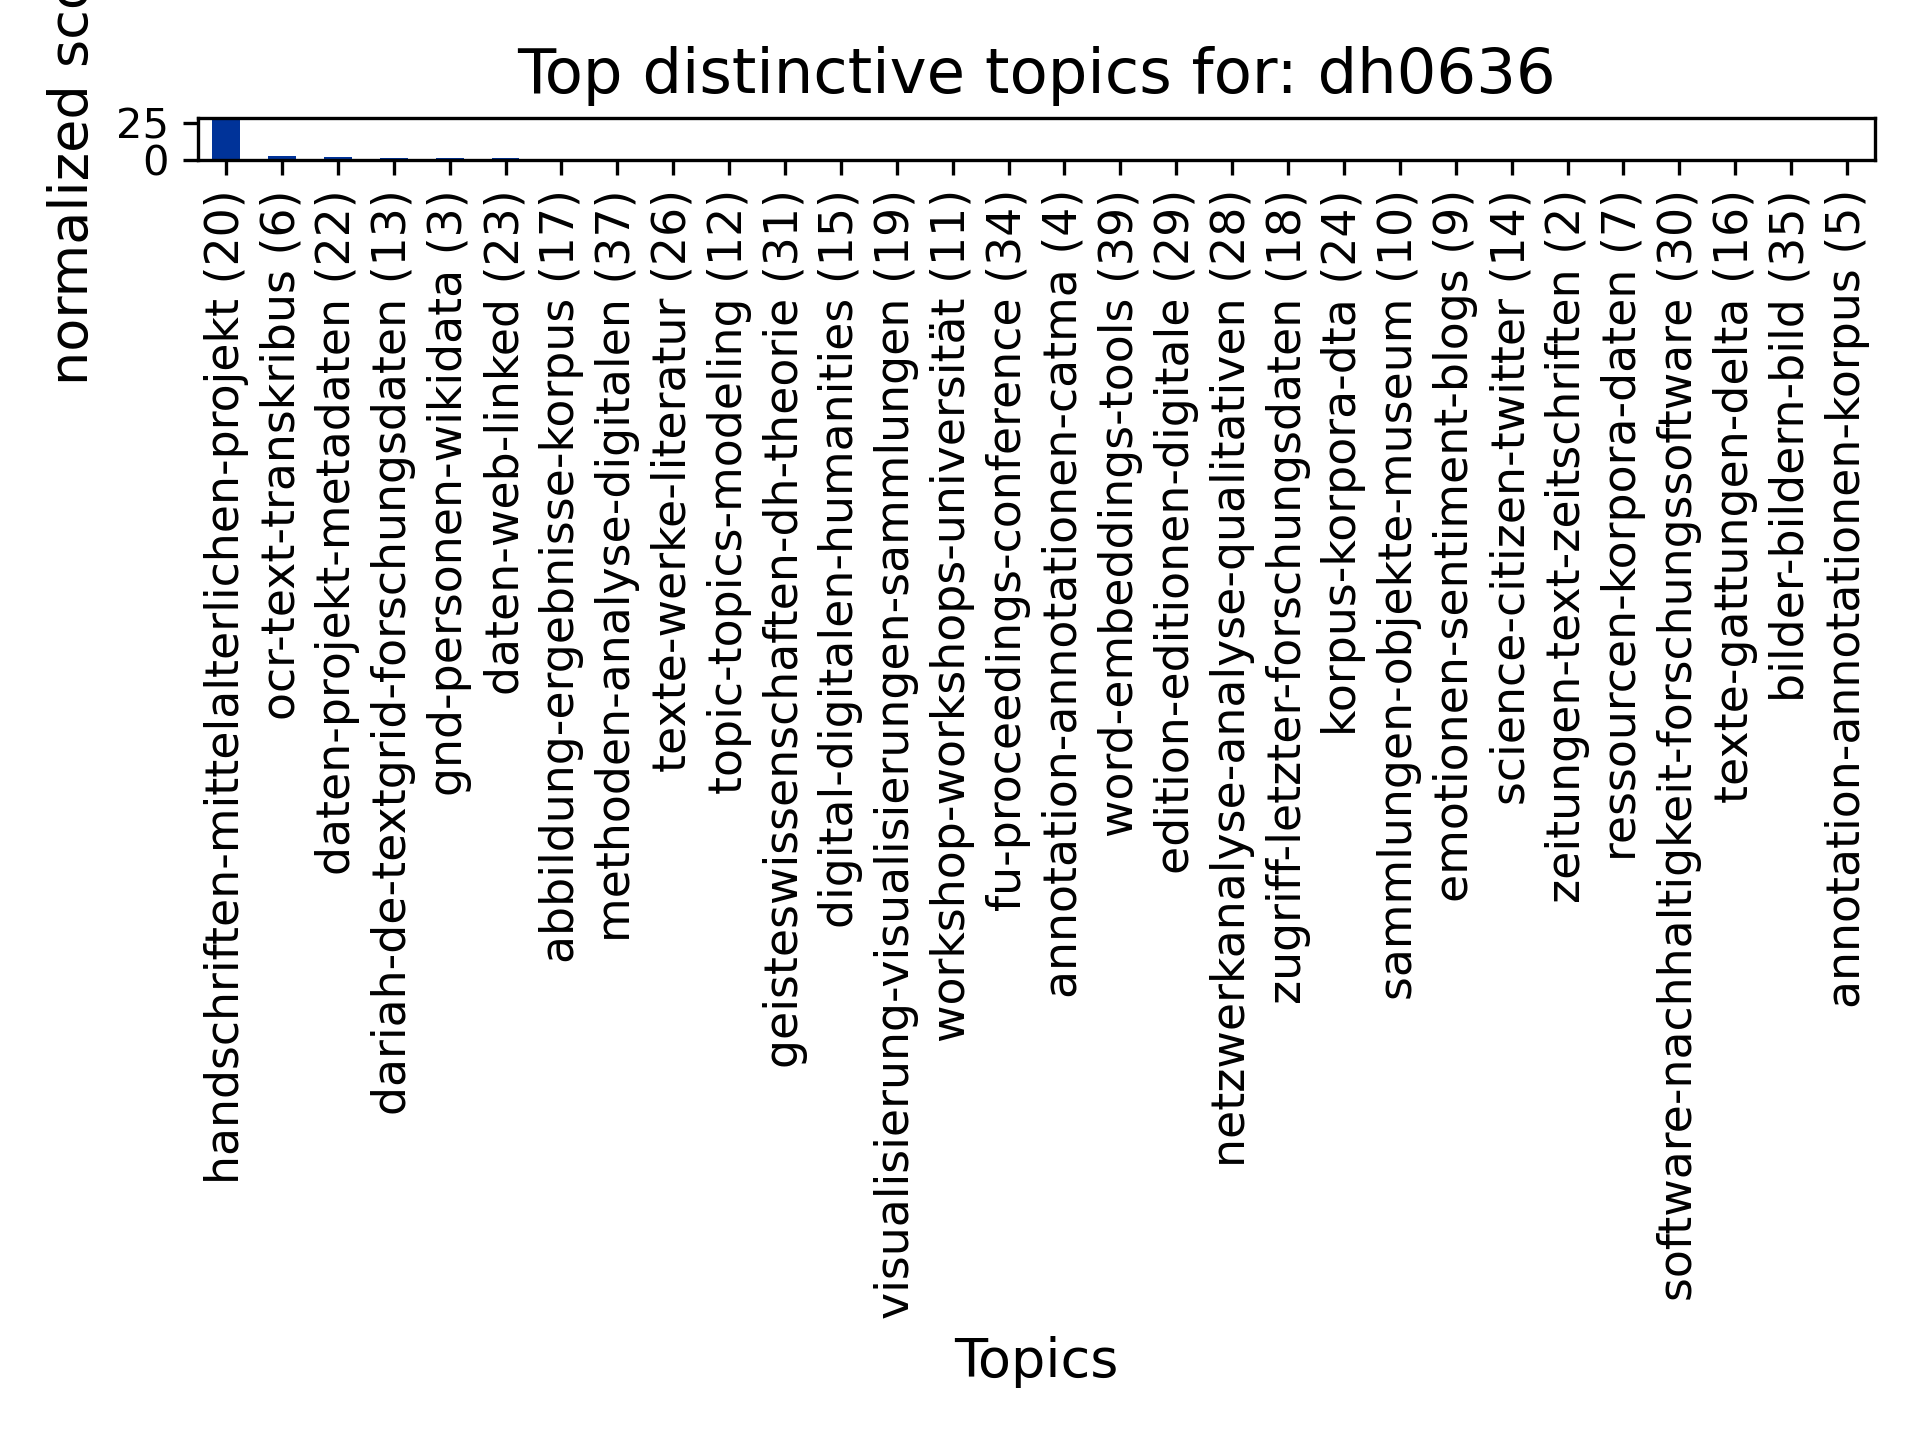 Top distinctive topics for: dh0636
normalized sco
25
0
handschriften-mittelalterlichen-projekt (20)
ocr-text-transkribus (6)
daten-projekt-metadaten (22)
dariah-de-textgrid-forschungsdaten (13)
gnd-personen-wikidata (3)
daten-web-linked (23)
abbildung-ergebnisse-korpus (17)
methoden-analyse-digitalen (37)
texte-werke-literatur (26)
topic-topics-modeling (12)
geisteswissenschaften-dh-theorie (31)
digital-digitalen-humanities (15)
visualisierung-visualisierungen-sammlungen (19)
workshop-workshops-universität (11)
fu-proceedings-conference (34)
annotation-annotationen-catma (4)
word-embeddings-tools (39)
edition-editionen-digitale (29)
netzwerkanalyse-analyse-qualitativen (28)
zugriff-letzter-forschungsdaten (18)
korpus-korpora-dta (24)
sammlungen-objekte-museum (10)
emotionen-sentiment-blogs (9)
science-citizen-twitter (14)
zeitungen-text-zeitschriften (2)
ressourcen-korpora-daten (7)
software-nachhaltigkeit-forschungssoftware (30)
texte-gattungen-delta (16)
bilder-bildern-bild (35)
annotation-annotationen-korpus (5)
Topics